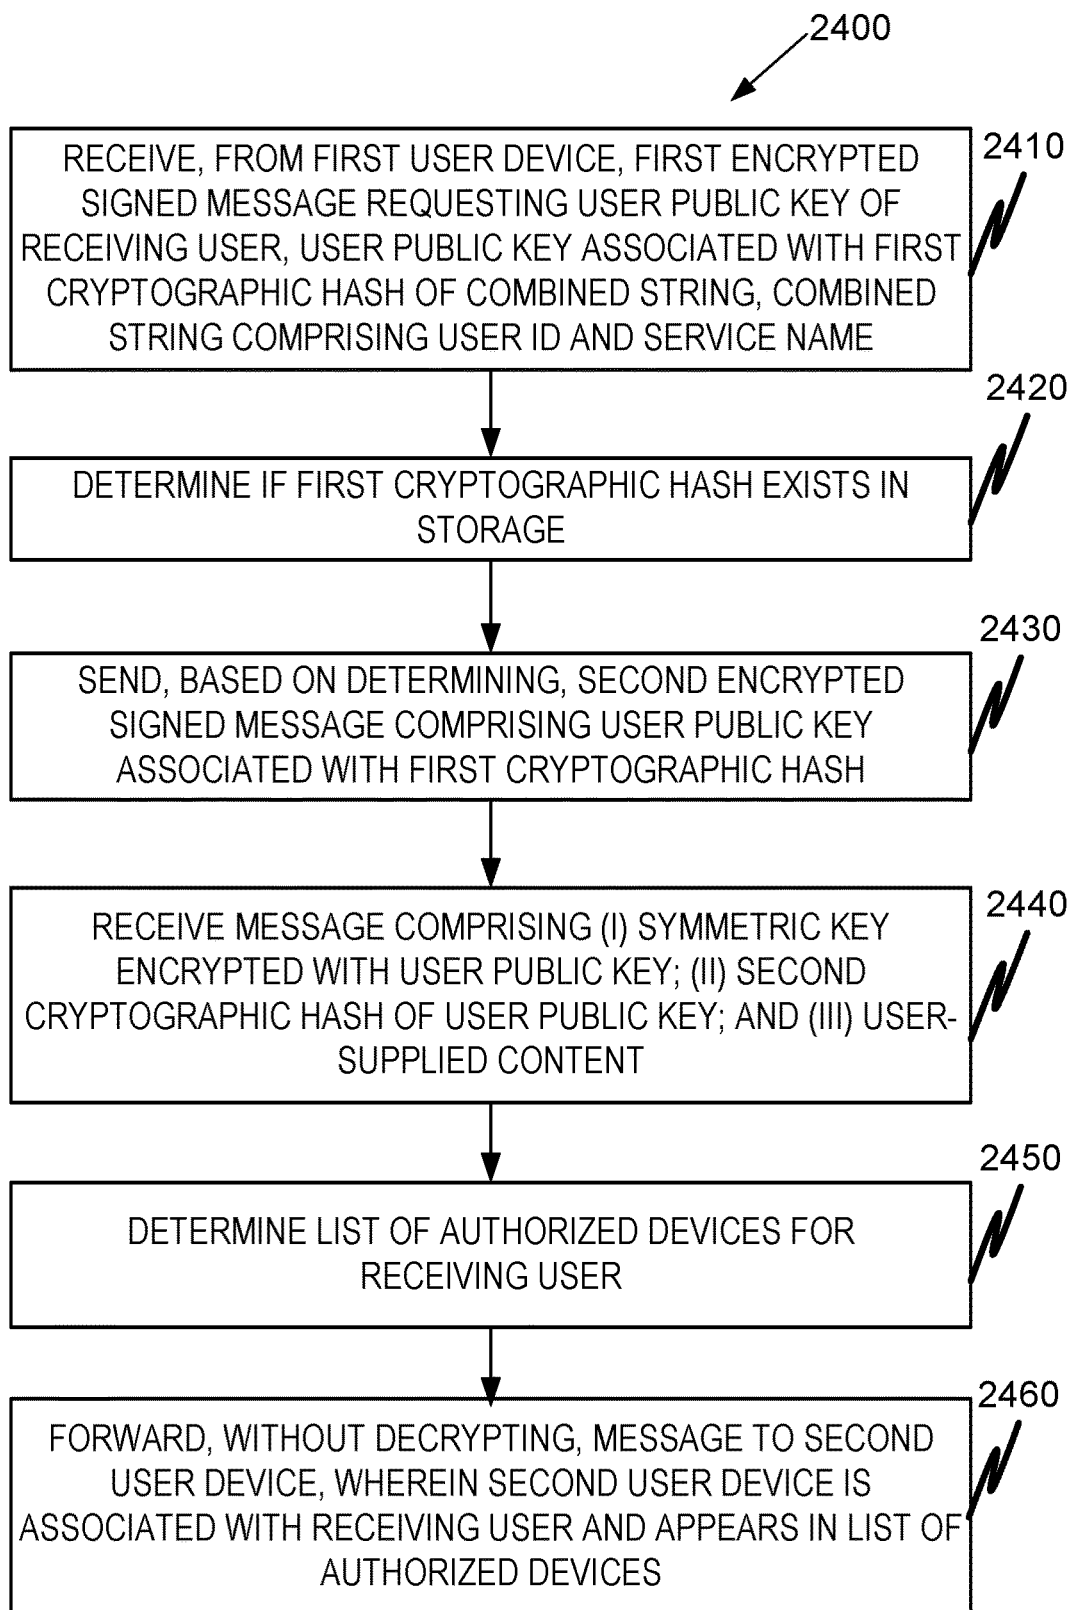 2400
2410
RECEIVE, FROM FIRST USER DEVICE, FIRST ENCRYPTED
SIGNED MESSAGE REQUESTING USER PUBLIC KEY OF
RECEIVING USER, USER PUBLIC KEY ASSOCIATED WITH FIRST
CRYPTOGRAPHIC HASH OF COMBINED STRING, COMBINED
STRING COMPRISING USER ID AND SERVICE NAME
2420
DETERMINE IF FIRST CRYPTOGRAPHIC HASH EXISTS IN
STORAGE
2430
SEND, BASED ON DETERMINING, SECOND ENCRYPTED
SIGNED MESSAGE COMPRISING USER PUBLIC KEY
ASSOCIATED WITH FIRST CRYPTOGRAPHIC HASH
2440
RECEIVE MESSAGE COMPRISING (I) SYMMETRIC KEY
ENCRYPTED WITH USER PUBLIC KEY; (II) SECOND
CRYPTOGRAPHIC HASH OF USER PUBLIC KEY; AND (III) USER-
SUPPLIED CONTENT
2450
DETERMINE LIST OF AUTHORIZED DEVICES FOR
RECEIVING USER
2460
FORWARD, WITHOUT DECRYPTING, MESSAGE TO SECOND
USER DEVICE, WHEREIN SECOND USER DEVICE IS
ASSOCIATED WITH RECEIVING USER AND APPEARS IN LIST OF
AUTHORIZED DEVICES